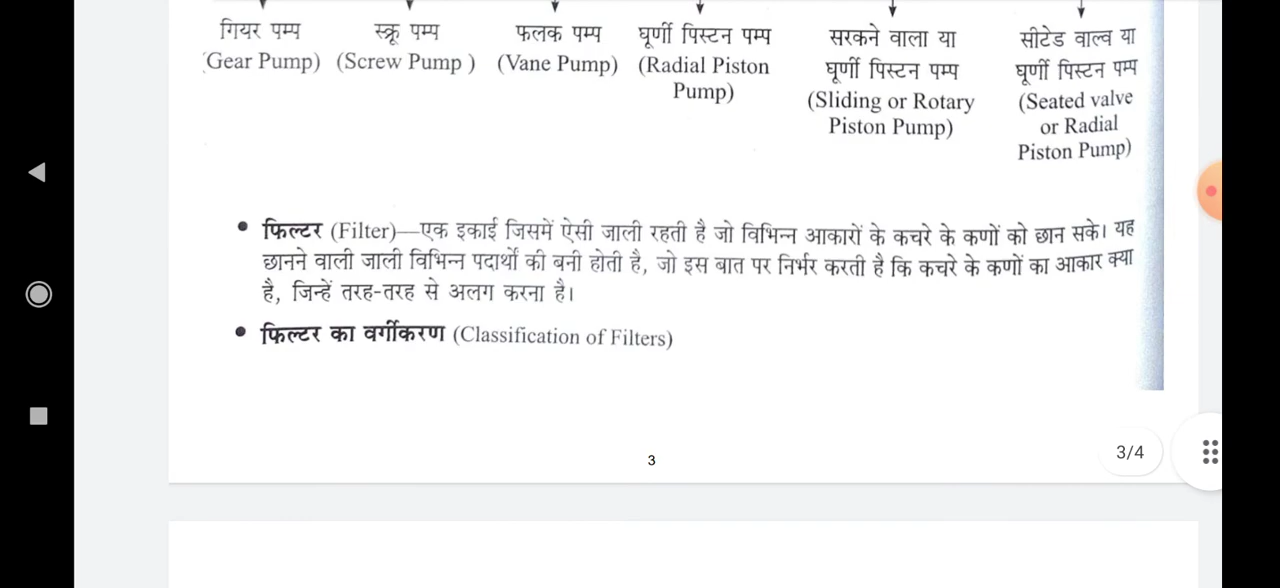 गियर पम्प स्क्रू पम्प फलक पम्प घूर्णी पिस्टन पम्प सरकने वाला या सीटेड वाल्व या
(Gear Pump) (Screw Pump ) (Vane Pump) (Radial Piston घूर्णी पिस्टन पम्प घूर्णी पिस्टन पम्प
Pump) (Sliding or Rotary (Seated valve
Piston Pump) or Radial
Piston Pump)
• फिल्टर (Filter)—एक इकाई जिसमें ऐसी जाली रहती है जो विभिन्न आकारों के कचरे के कणों को छान सके। यह
छानने वाली जाली विभिन्न पदार्थों की बनी होती है, जो इस बात पर निर्भर करती है कि कचरे के कणों का आकार क्या
है, जिन्हें तरह-तरह से अलग करना है।
• फिल्टर का वर्गीकरण (Classification of Filters)
3/4
3